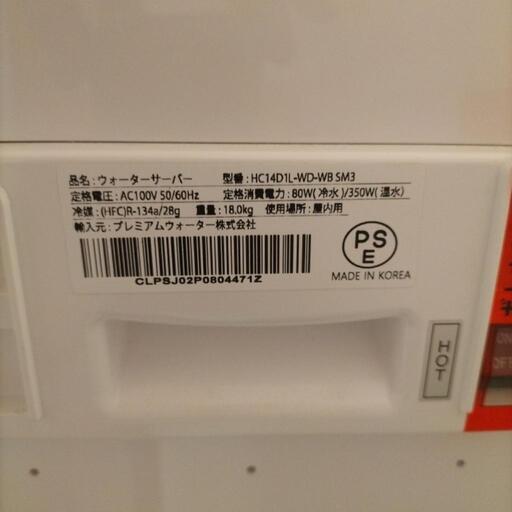 品名：ウォーターサーバー 型番：HC14D1L-WD-WB SM3
定格電圧：AC100V 50/60Hz 定格消費電力：80W(冷水)/350W(温水)
冷媒：(HFC)R-134a/28g 重量：18.0kg 使用場所：屋内用
輸入元：プレミアムウォーター株式会社
PS
E
CLPSJ02P0804471Z
MADE IN KOREA
HOT
ON
OFF